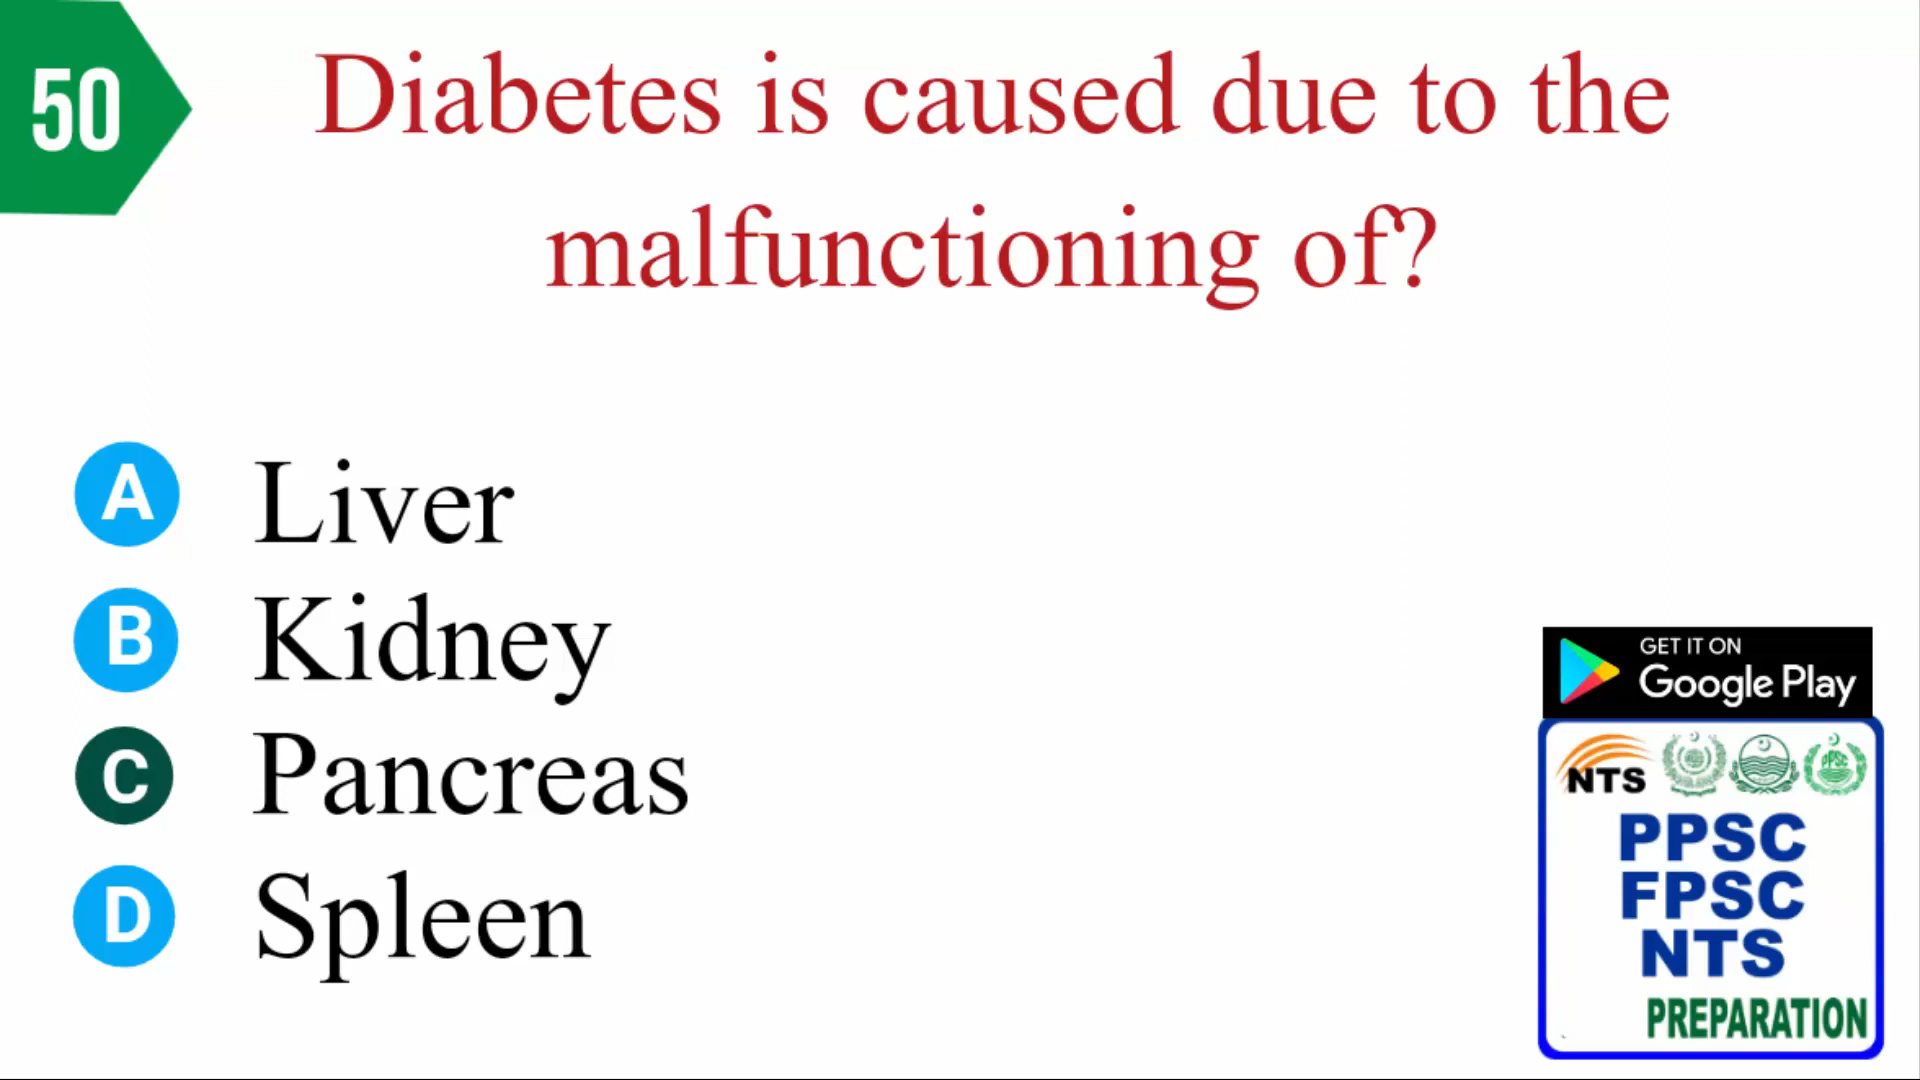 50
Diabetes is caused due to the
malfunctioning of?
A Liver
B Kidney
C Pancreas
D Spleen
GET IT ON
Google Play
NTS
PPSC
PPSC
FPSC
NTS
PREPARATION